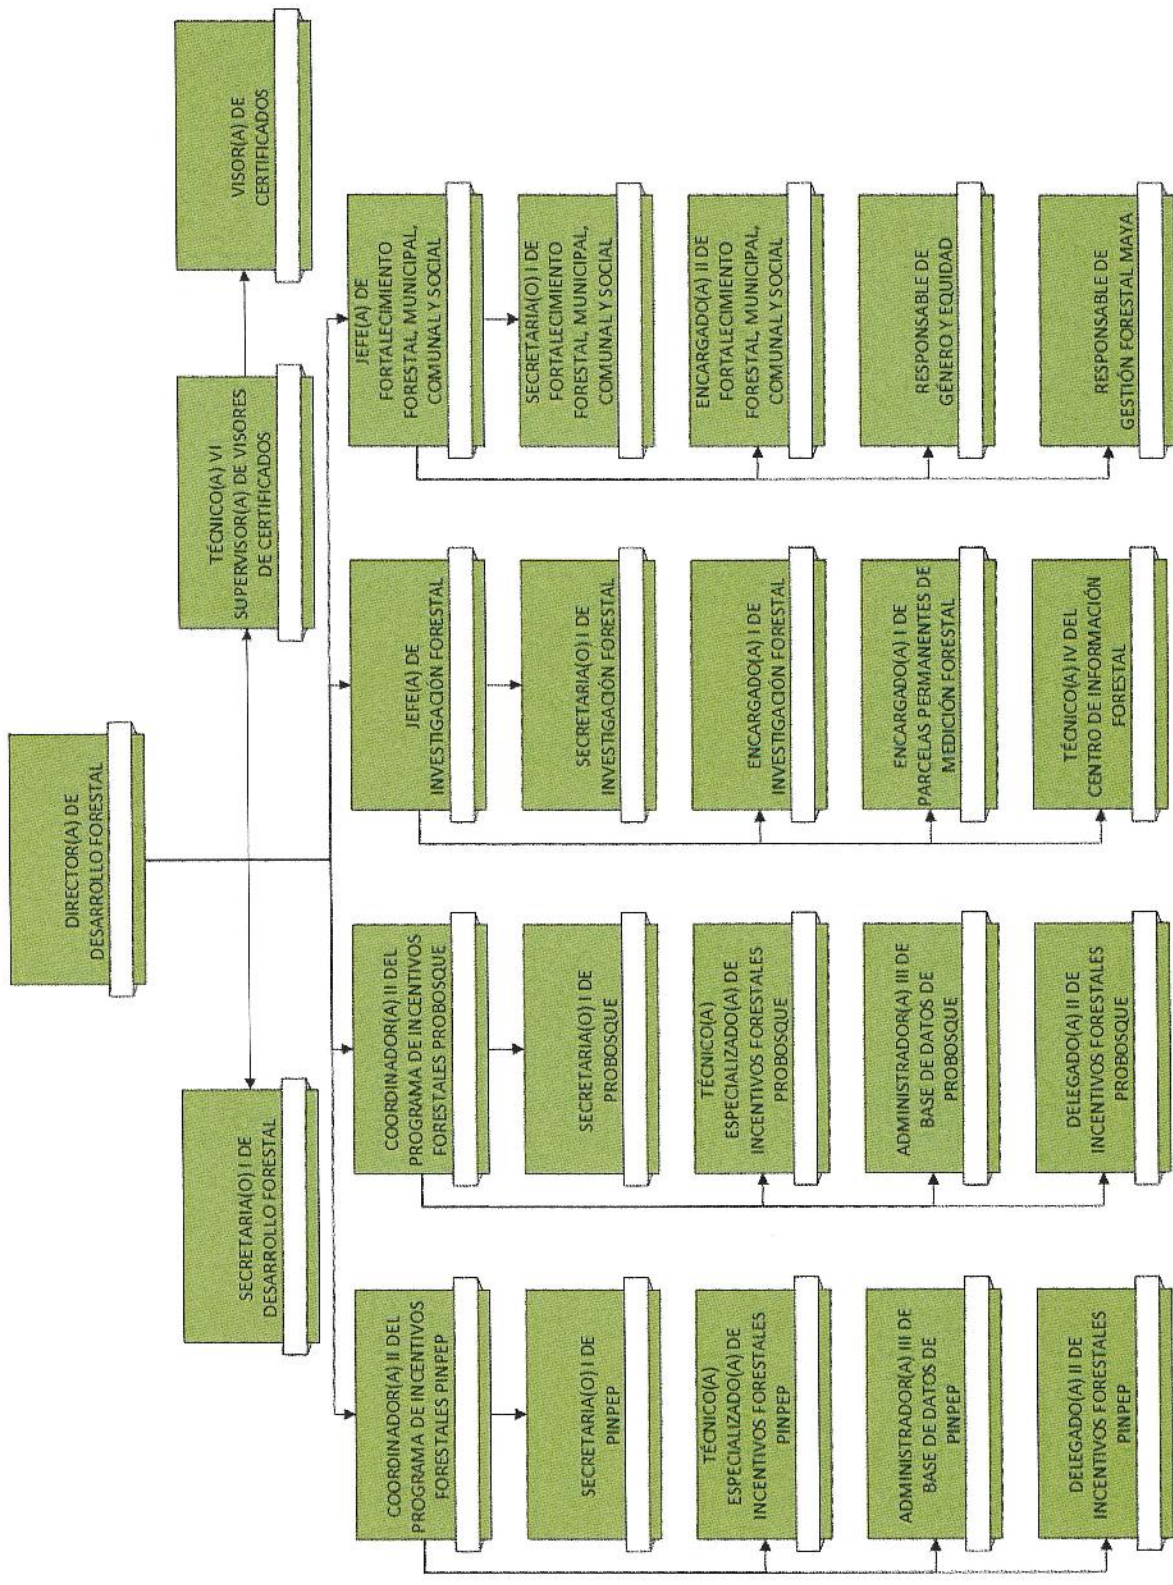 DIRECTOR(A) DE
DESARROLLO FORESTAL
SECRETARIA(O) I DE
DESARROLLO FORESTAL
TÉCNICO(A) VI
SUPERVISOR(A) DE VISORES
DE CERTIFICADOS
VISOR(A) DE
CERTIFICADOS
COORDINADOR(A) II DEL
PROGRAMA DE INCENTIVOS
FORESTALES PINPEP
SECRETARIA(O) I DE
PINPEP
TÉCNICO(A)
ESPECIALIZADO(A) DE
INCENTIVOS FORESTALES
PINPEP
ADMINISTRADOR(A) III DE
BASE DE DATOS DE
PINPEP
DELEGADO(A) II DE
INCENTIVOS FORESTALES
PINPEP
COORDINADOR(A) II DEL
PROGRAMA DE INCENTIVOS
FORESTALES PROBOSQUE
SECRETARIA(O) I DE
PROBOSQUE
TÉCNICO(A)
ESPECIALIZADO(A) DE
INCENTIVOS FORESTALES
PROBOSQUE
ADMINISTRADOR(A) III DE
BASE DE DATOS DE
PROBOSQUE
DELEGADO(A) II DE
INCENTIVOS FORESTALES
PROBOSQUE
JEFE(A) DE
INVESTIGACIÓN FORESTAL
SECRETARIA(O) I DE
INVESTIGACIÓN FORESTAL
ENCARGADO(A) I DE
INVESTIGACIÓN FORESTAL
ENCARGADO(A) I DE
PARCELAS PERMANENTES DE
MEDICIÓN FORESTAL
TÉCNICO(A) IV DEL
CENTRO DE INFORMACIÓN
FORESTAL
JEFE(A) DE
FORTALECIMIENTO
FORESTAL, MUNICIPAL,
COMUNAL Y SOCIAL
SECRETARIA(O) I DE
FORTALECIMIENTO
FORESTAL, MUNICIPAL,
COMUNAL Y SOCIAL
ENCARGADO(A) II DE
FORTALECIMIENTO
FORESTAL, MUNICIPAL,
COMUNAL Y SOCIAL
RESPONSABLE DE
GÉNERO Y EQUIDAD
RESPONSABLE DE
GESTIÓN FORESTAL MAYA